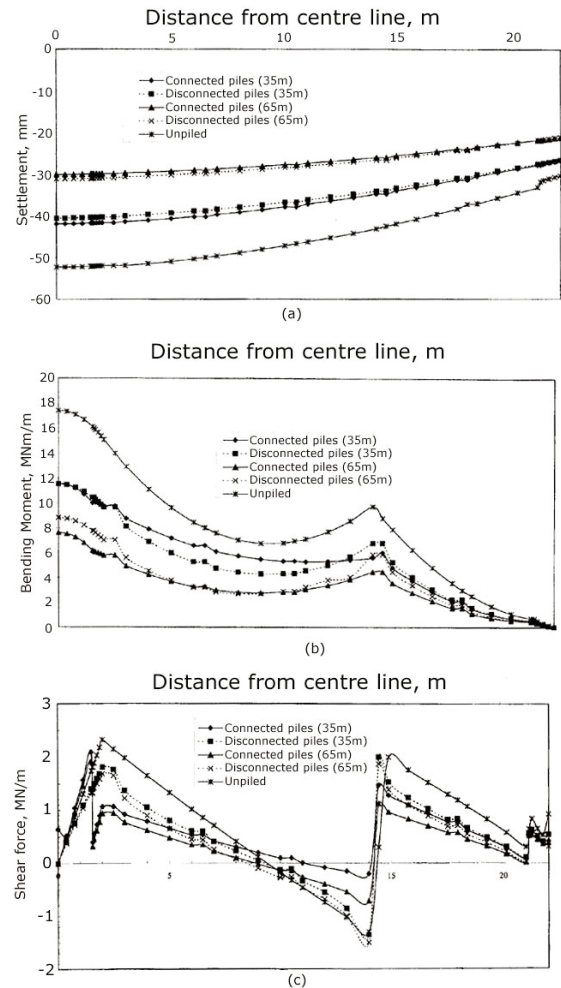 Distance from centre line, m
0 5 10 15 20
0
-10
-20
-30
-40
-50
-60
Settlement, mm
Connected piles (35m)
Disconnected piles (35m)
Connected piles (65m)
Disconnected piles (65m)
Unpiled
(a)
Distance from centre line, m
20
18
16
14
12
10
8
6
4
2
0
Bending Moment, MNm/m
Connected piles (35m)
Disconnected piles (35m)
Connected piles (65m)
Disconnected piles (65m)
Unpiled
5 10 15 20
(b)
Distance from centre line, m
3
2
1
0
-1
-2
Shear force, MN/m
Connected piles (35m)
Disconnected piles (35m)
Connected piles (65m)
Disconnected piles (65m)
Unpiled
5 15 20
(c)